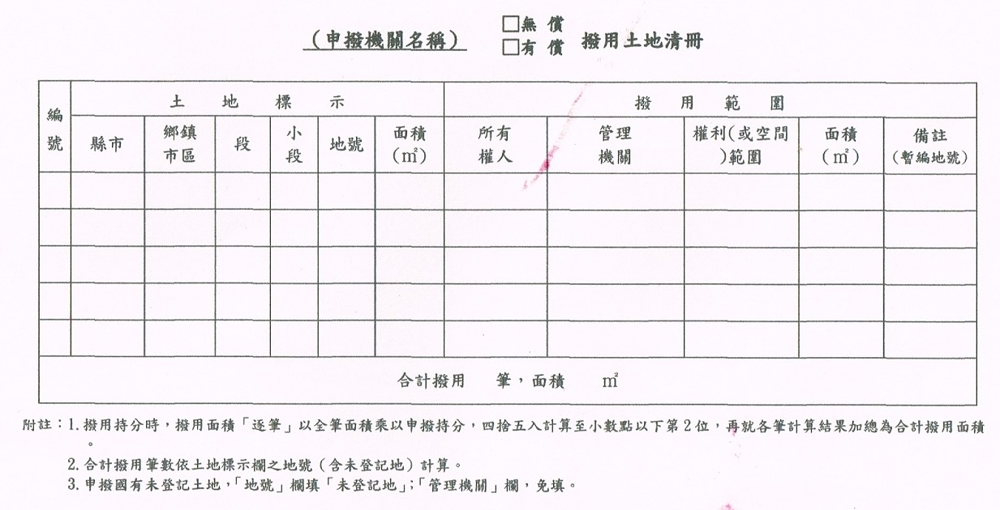 (申撥機關名稱) □無 償
□有 償 撥用土地清冊
編號 土 地 標 示 撥 用 範 圍
縣市 鄉鎮市區 段 小段 地號 面積(㎡) 所有權人 管理機關 權利(或空間)範圍 面積(㎡) 備註(暫編地號)
合計撥用 筆，面積 ㎡
附註：1. 撥用持分時，撥用面積「逐筆」以全筆面積乘以申撥持分，四捨五入計算至小數點以下第2位，再就各筆計算結果加總為合計撥用面積
。
2. 合計撥用筆數依土地標示欄之地號（含未登記地）計算。
3. 申撥國有未登記土地，「地號」欄填「未登記地」；「管理機關」欄，免填。